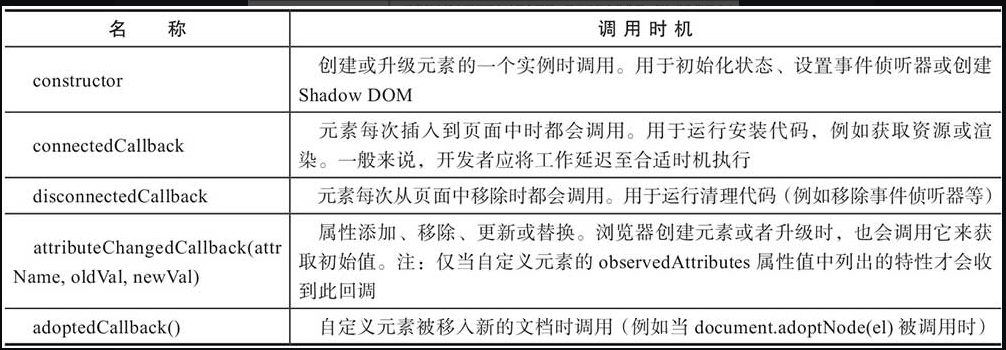 名 称 调用时机
创建或升级元素的一个实例时调用。用于初始化状态、设置事件侦听器或创建
constructor
Shadow DOM
元素每次插入到页面中时都会调用。用于运行安装代码，例如获取资源或渲
connectedCallback
染。一般来说，开发者应将工作延迟至合适时机执行
disconnectedCallback 元素每次从页面中移除时都会调用。用于运行清理代码（例如移除事件侦听器等）
属性添加、移除、更新或替换。浏览器创建元素或者升级时，也会调用它来获
attributeChangedCallback(attr
取初始值。注：仅当自定义元素的 observedAttributes 属性值中列出的特性才会收
Name, oldVal, newVal)
到此回调
adoptedCallback() 自定义元素被移入新的文档时调用（例如当 document.adoptNode(el) 被调用时）